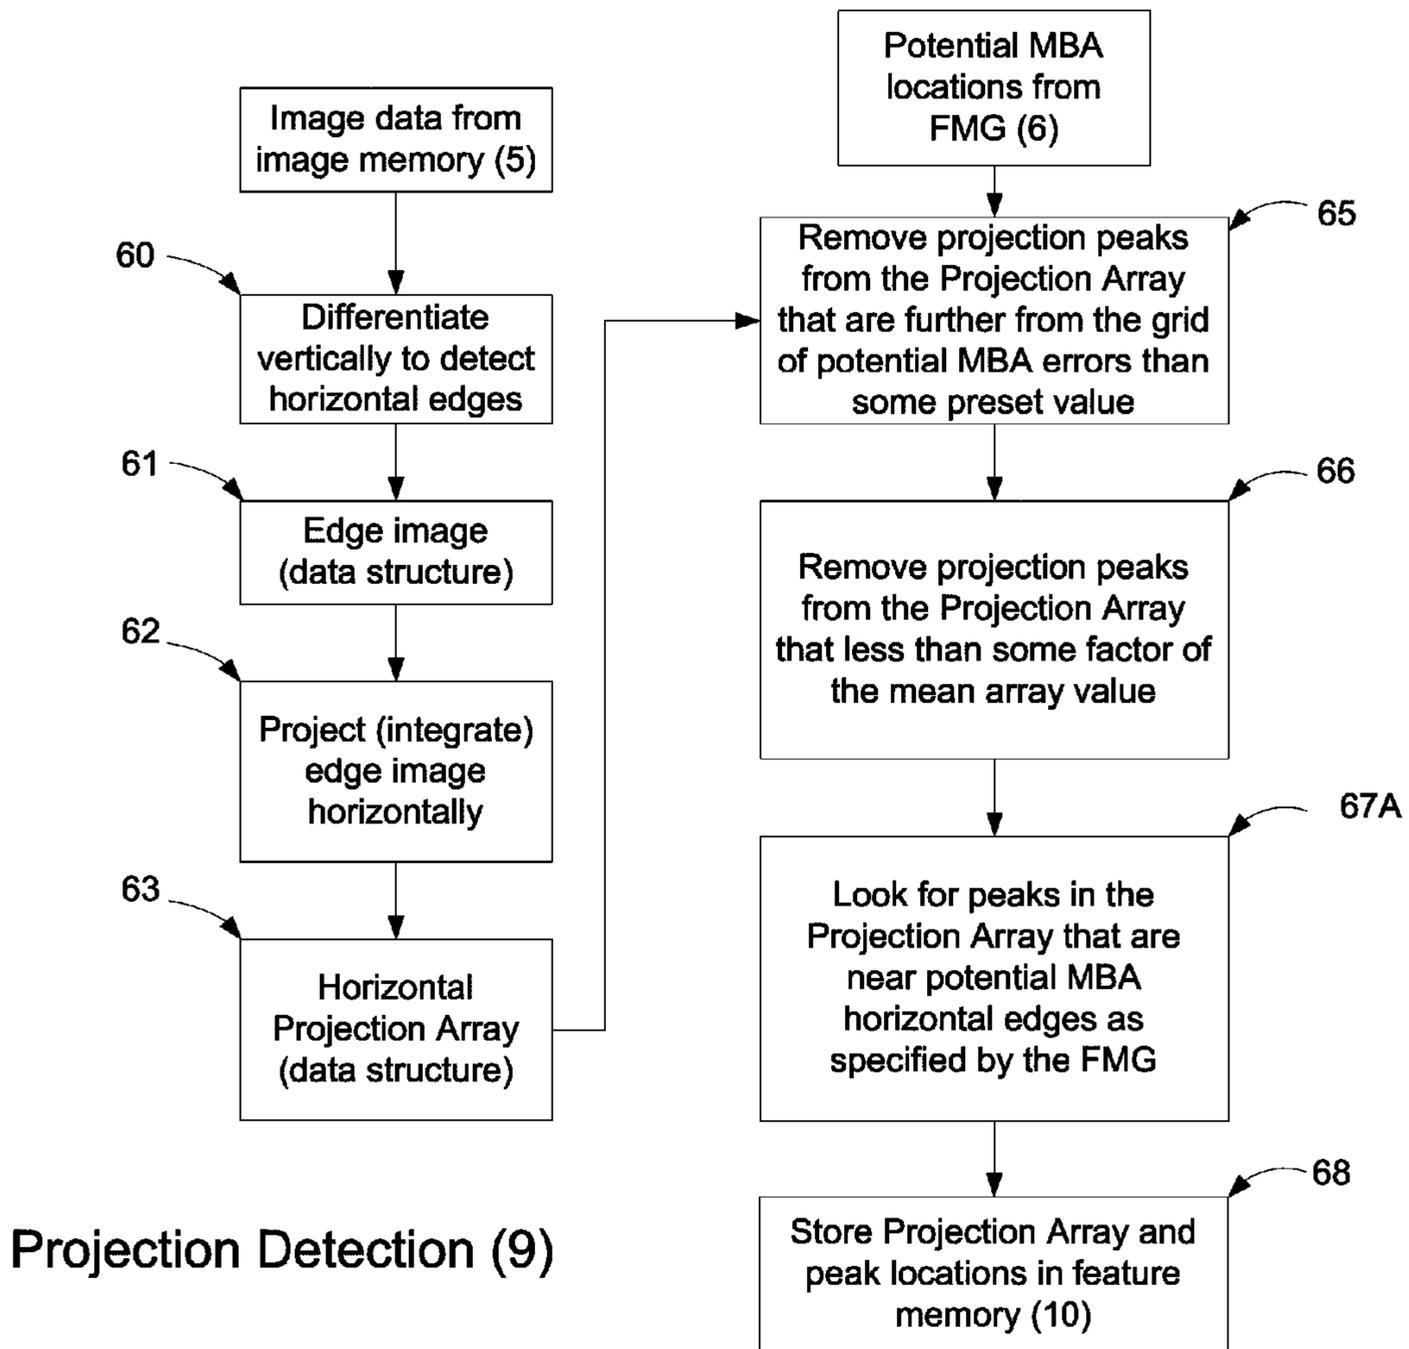 Image data from
image memory (5)
60
Differentiate
vertically to detect
horizontal edges
61
Edge image
(data structure)
62
Project (integrate)
edge image
horizontally
63
Horizontal
Projection Array
(data structure)
Potential MBA
locations from
FMG (6)
65
Remove projection peaks
from the Projection Array
that are further from the grid
of potential MBA errors than
some preset value
66
Remove projection peaks
from the Projection Array
that less than some factor of
the mean array value
67A
Look for peaks in the
Projection Array that are
near potential MBA
horizontal edges as
specified by the FMG
68
Store Projection Array and
peak locations in feature
memory (10)
Projection Detection (9)